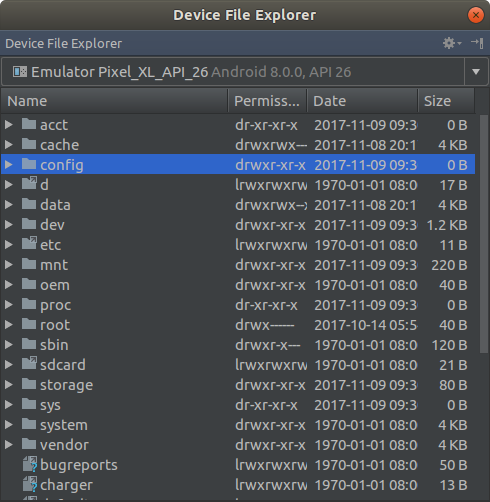 Device File Explorer
Device File Explorer
Emulator Pixel_XL_API_26 Android 8.0.0, API 26
Name Permiss... Date Size
acct dr-xr-xr-x 2017-11-09 09:3 0 B
cache drwxrwx--- 2017-11-08 20:1 4 KB
config drwxr-xr-x 2017-11-09 09:3 0 B
d lrwxrwxrw 1970-01-01 08:0 17 B
data drwxrwx--x 2017-11-08 20:1 4 KB
dev drwxr-xr-x 2017-11-09 09:3 1.2 KB
etc lrwxrwxrw 1970-01-01 08:0 11 B
mnt drwxr-xr-x 2017-11-09 09:3 220 B
oem drwxr-xr-x 1970-01-01 08:0 40 B
proc dr-xr-xr-x 2017-11-09 09:3 0 B
root drwx------ 2017-10-14 05:5 40 B
sbin drwxr-x--- 1970-01-01 08:0 120 B
sdcard lrwxrwxrw 1970-01-01 08:0 21 B
storage drwxr-xr-x 2017-11-09 09:3 80 B
sys dr-xr-xr-x 2017-11-09 09:3 0 B
system drwxr-xr-x 1970-01-01 08:0 4 KB
vendor drwxr-xr-x 1970-01-01 08:0 4 KB
bugreports lrwxrwxrw 1970-01-01 08:0 50 B
charger lrwxrwxrw 1970-01-01 08:0 13 B